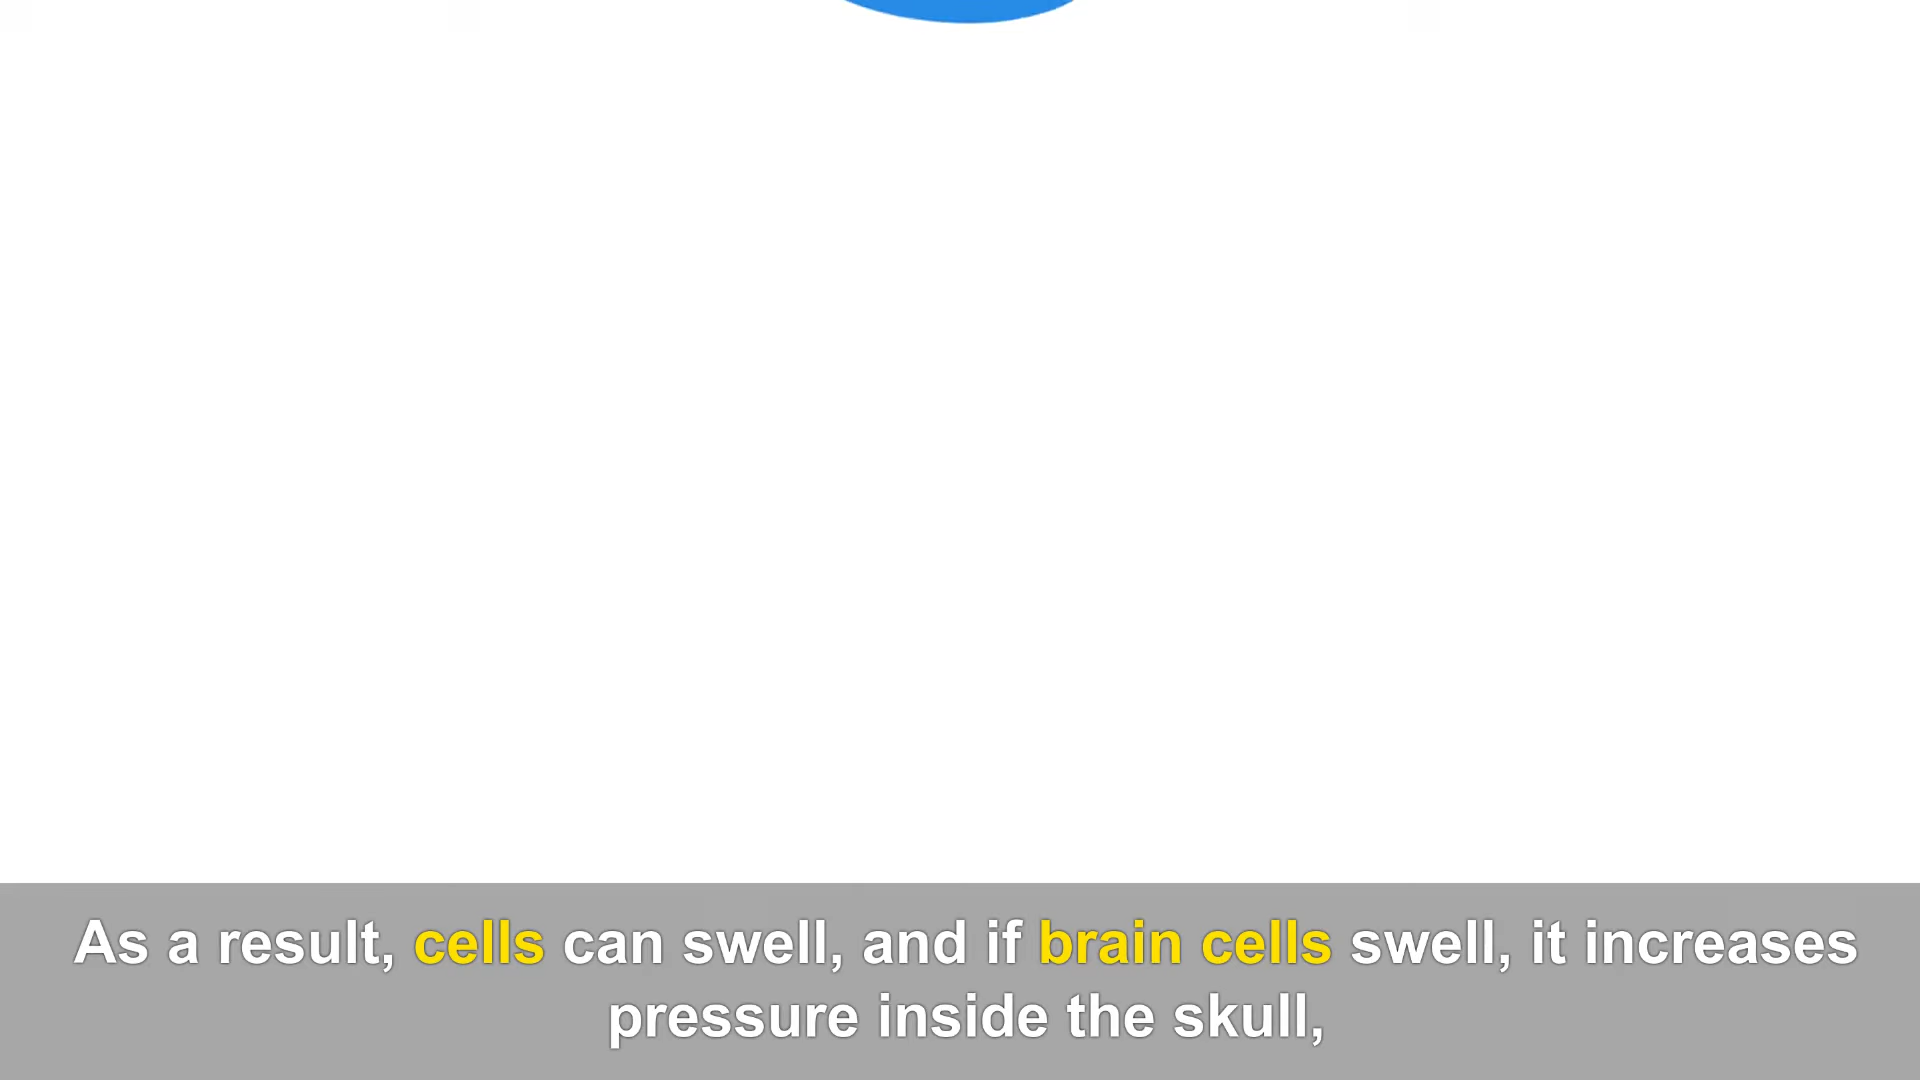 As a result, cells can swell, and if brain cells swell, it increases
pressure inside the skull,